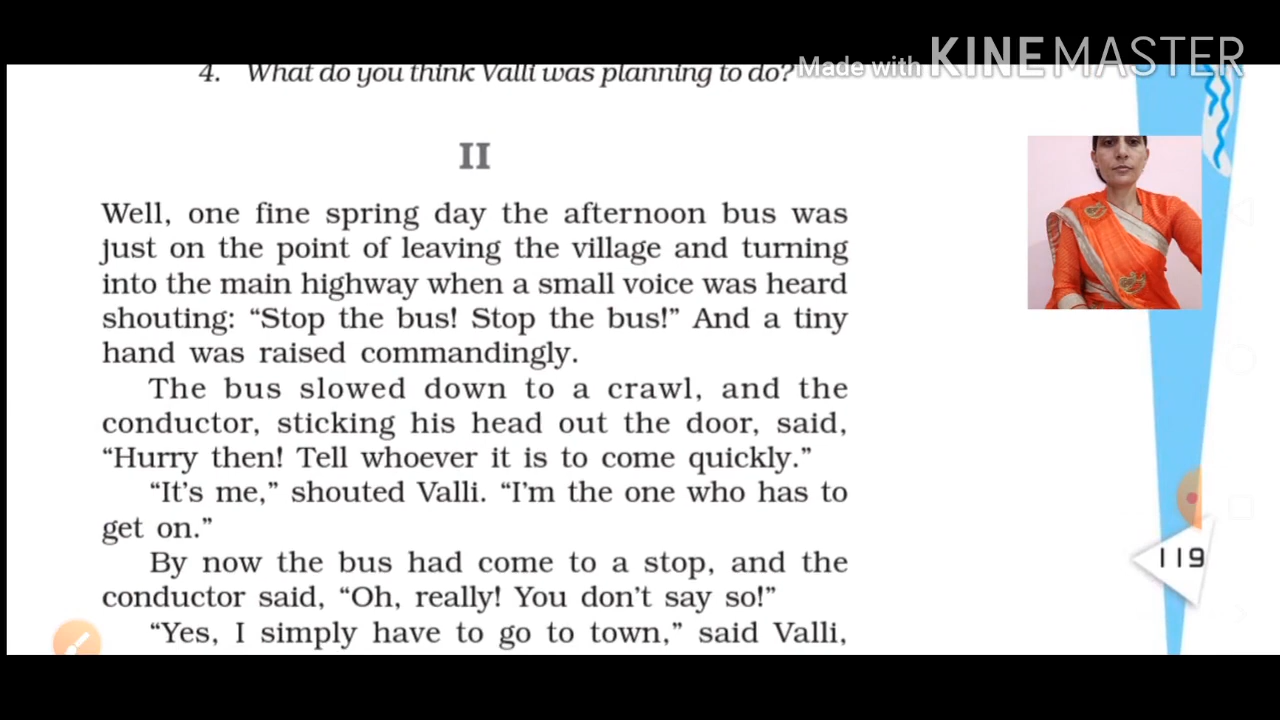 4. What do you think Valli was planning to do?
Made with KINEMASTER
II
Well, one fine spring day the afternoon bus was
just on the point of leaving the village and turning
into the main highway when a small voice was heard
shouting: “Stop the bus! Stop the bus!” And a tiny
hand was raised commandingly.
The bus slowed down to a crawl, and the
conductor, sticking his head out the door, said,
“Hurry then! Tell whoever it is to come quickly.”
“It’s me,” shouted Valli. “I’m the one who has to
get on.”
By now the bus had come to a stop, and the
conductor said, “Oh, really! You don’t say so!”
“Yes, I simply have to go to town,” said Valli,
119